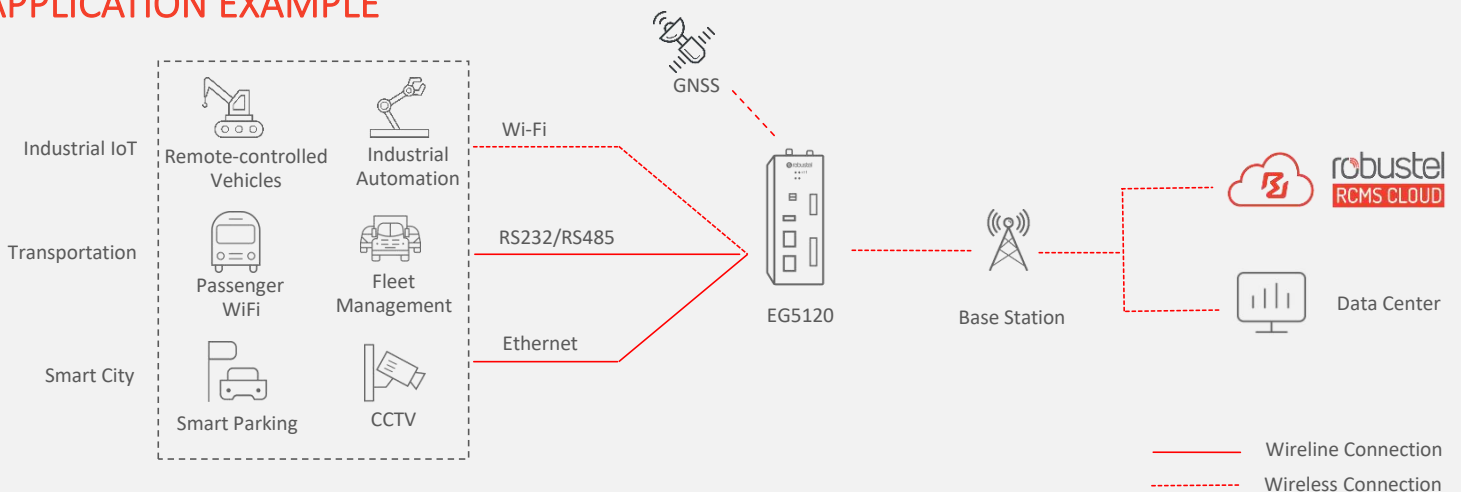 APPLICATION EXAMPLE
GNSS
Industrial IoT
Remote-controlled
Vehicles
Industrial
Automation
Wi-Fi
robustel
robustel
RCMS CLOUD
Transportation
Passenger
WiFi
Fleet
Management
RS232/RS485
EG5120
Base Station
Data Center
Smart City
Smart Parking
CCTV
Ethernet
Wireline Connection
Wireless Connection